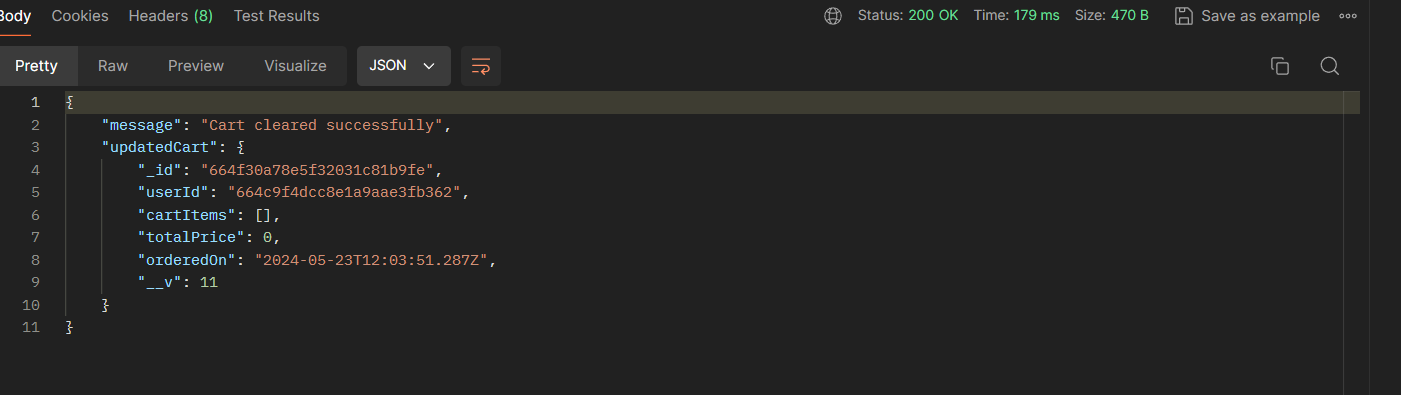 Body Cookies Headers (8) Test Results Status: 200 OK Time: 179 ms Size: 470 B Save as example
Pretty Raw Preview Visualize JSON
1 {
2 "message": "Cart cleared successfully",
3 "updatedCart": {
4 "_id": "664f30a78e5f32031c81b9fe",
5 "userId": "664c9f4dcc8e1a9aae3fb362",
6 "cartItems": [],
7 "totalPrice": 0,
8 "orderedOn": "2024-05-23T12:03:51.287Z",
9 "__v": 11
10 }
11 }